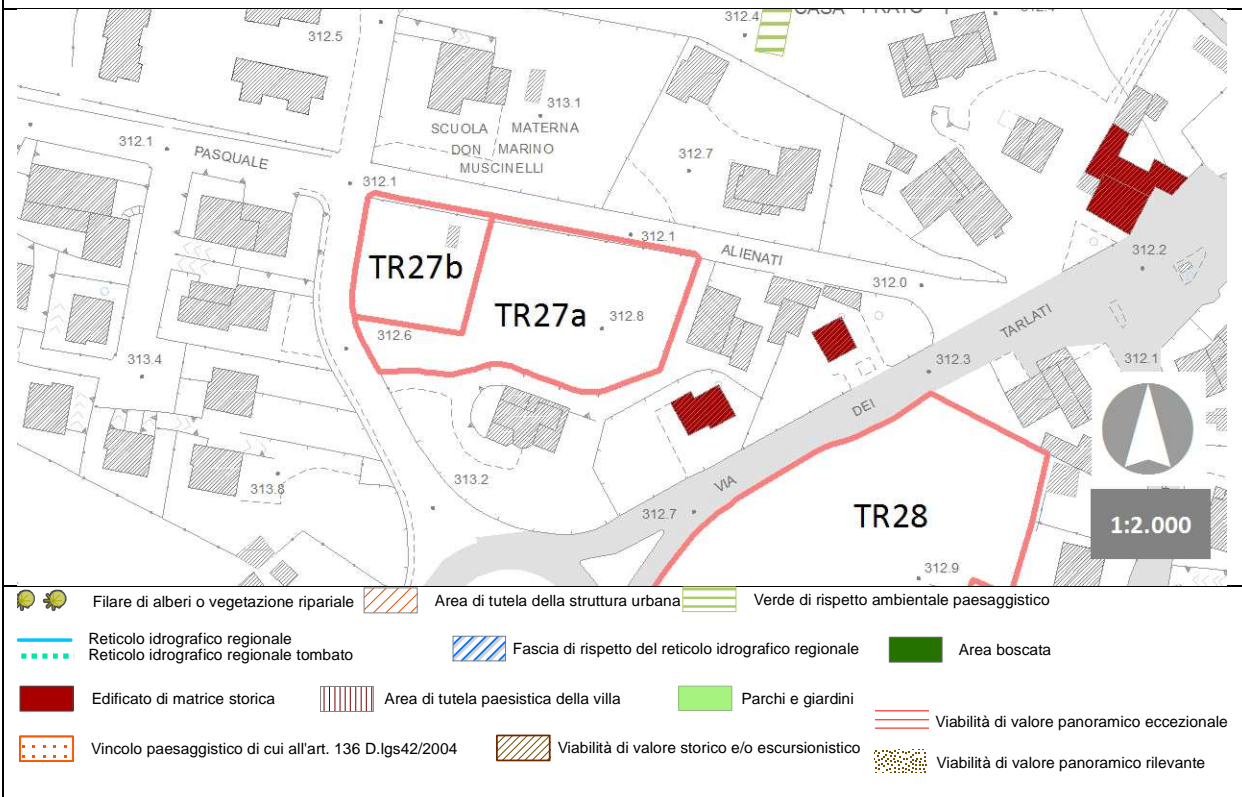 312.4
312.5
313.1
SCUOLA MATERNA
DON MARINO
MUSCINELLI
312.1
PASQUALE
312.7
312.1
312.1
ALIENATI
312.2
312.0
TR27b
TR27a
312.8
312.6
TARLATI
312.3
312.1
313.4
DEI
313.8
313.2
VIA
312.7
TR28
312.9
1:2.000
Filare di alberi o vegetazione ripariale
Area di tutela della struttura urbana
Verde di rispetto ambientale paesaggistico
Reticolo idrografico regionale
Reticolo idrografico regionale tombato
Fascia di rispetto del reticolo idrografico regionale
Area boscata
Edificato di matrice storica
Area di tutela paesistica della villa
Parchi e giardini
Viabilità di valore panoramico eccezionale
Vincolo paesaggistico di cui all'art. 136 D.lgs42/2004
Viabilità di valore storico e/o escursionistico
Viabilità di valore panoramico rilevante